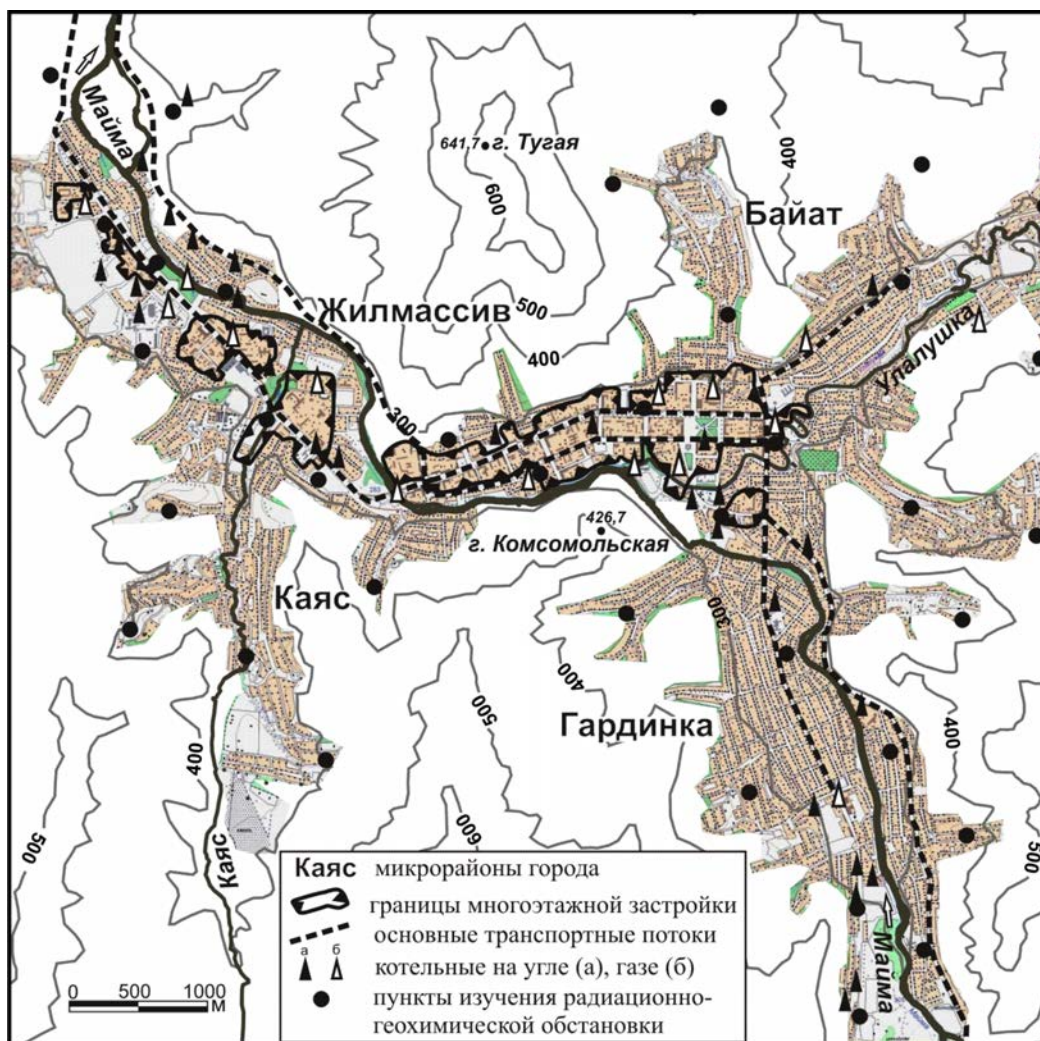 Майма
641,7 г. Тугая
600
400
Байат
500
Жилмассив
400
Улалушка
300
426,7
г. Комсомольская
Каяс
300
400
500
Гардинка
400
400
500
600
500
Каяс
Майма
Каяс микрорайоны города
границы многоэтажной застройки
основные транспортные потоки
а б
котельные на угле (а), газе (б)
пункты изучения радиационно-
геохимической обстановки
0 500 1000
М